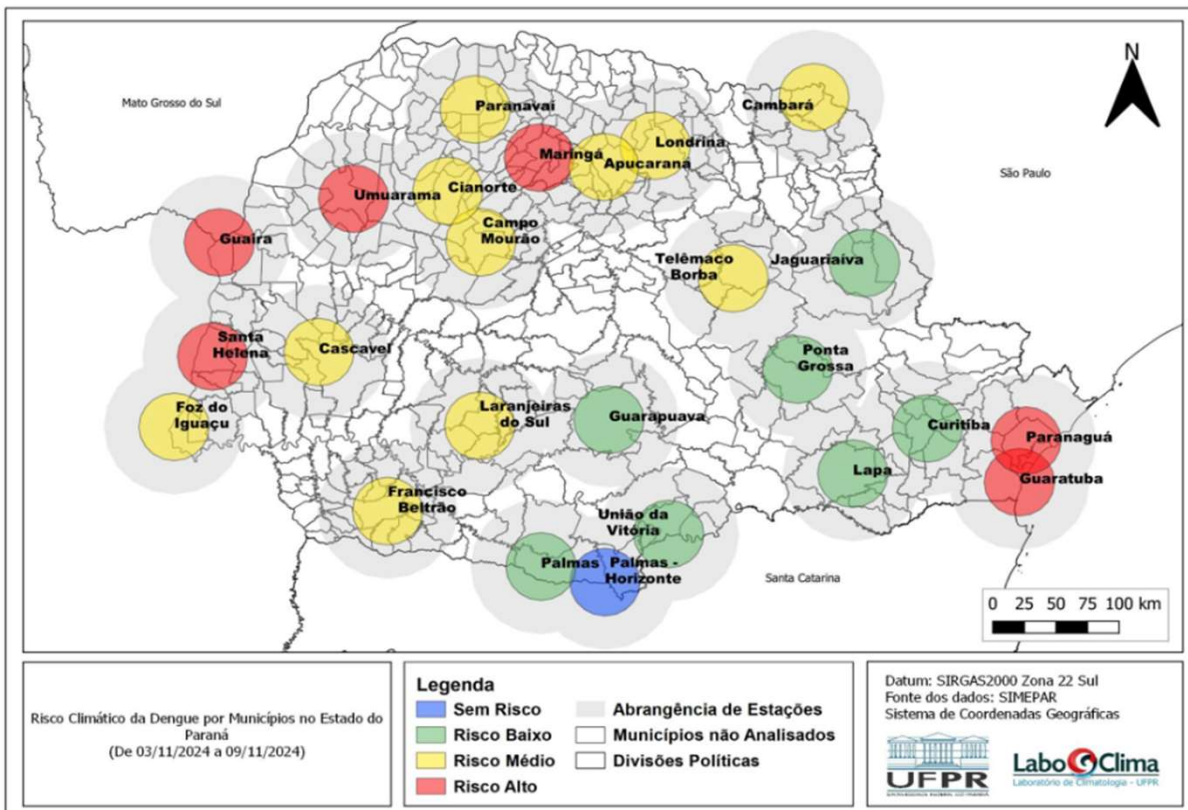 N
Mato Grosso do Sul
Paranavaí
Cambará
Maringá
Londrina
Apucarana
São Paulo
Umuarama
Cianorte
Campo
Mourão
Guaíra
Telêmaco
Borba
Jaguariaíva
Santa
Helena
Cascavel
Ponta
Grossa
Foz do
Iguaçu
Laranjeiras
do Sul
Guarapuava
Curitiba
Paranaguá
Lapa
Guaratuba
Francisco
Beltrão
União da
Vitória
Palmas
Palmas -
Horizonte
Santa Catarina
0 25 50 75 100 km
Risco Climático da Dengue por Municípios no Estado do
Paraná
(De 03/11/2024 a 09/11/2024)
Legenda
Sem Risco
Risco Baixo
Risco Médio
Risco Alto
Abrangência de Estações
Municípios não Analisados
Divisões Políticas
Datum: SIRGAS2000 Zona 22 Sul
Fonte dos dados: SIMEPAR
Sistema de Coordenadas Geográficas
UFPR
LaboClima
Laboratório de Climatologia - UFPR